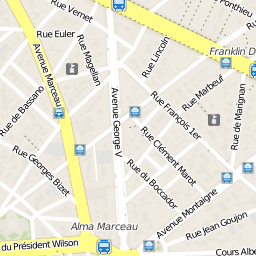 Rue Vernet
Ponthieu
Rue Euler
Rue Lincoln
Franklin D
Avenue Marceau
Rue Magellan
Rue Marbeuf
Rue de Bassano
Avenue George V
Rue François 1er
Rue de Marignan
Rue Georges Bizet
Rue Clément Marot
Rue du Boccador
Avenue Montaigne
Alma Marceau
Rue Jean Goujon
du Président Wilson
Cours Albe